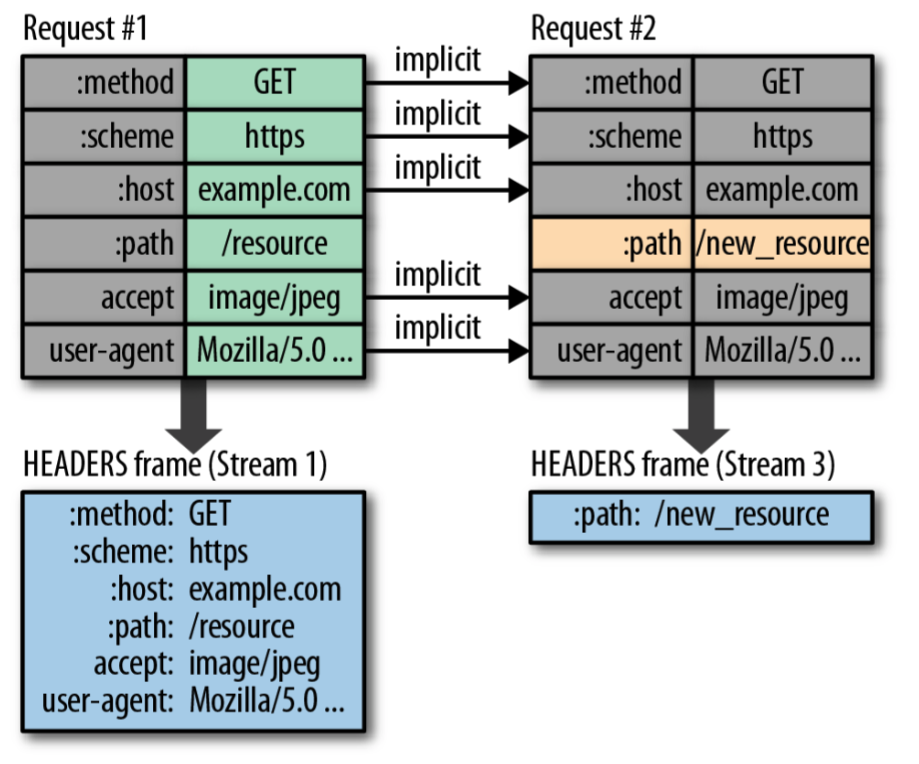 Request #1
:method GET
:scheme https
:host example.com
:path /resource
accept image/jpeg
user-agent Mozilla/5.0 ...
implicit
implicit
implicit
implicit
implicit
Request #2
:method GET
:scheme https
:host example.com
:path /new_resource
accept image/jpeg
user-agent Mozilla/5.0 ...
HEADERS frame (Stream 1)
:method: GET
:scheme: https
:host: example.com
:path: /resource
accept: image/jpeg
user-agent: Mozilla/5.0 ...
HEADERS frame (Stream 3)
:path: /new_resource